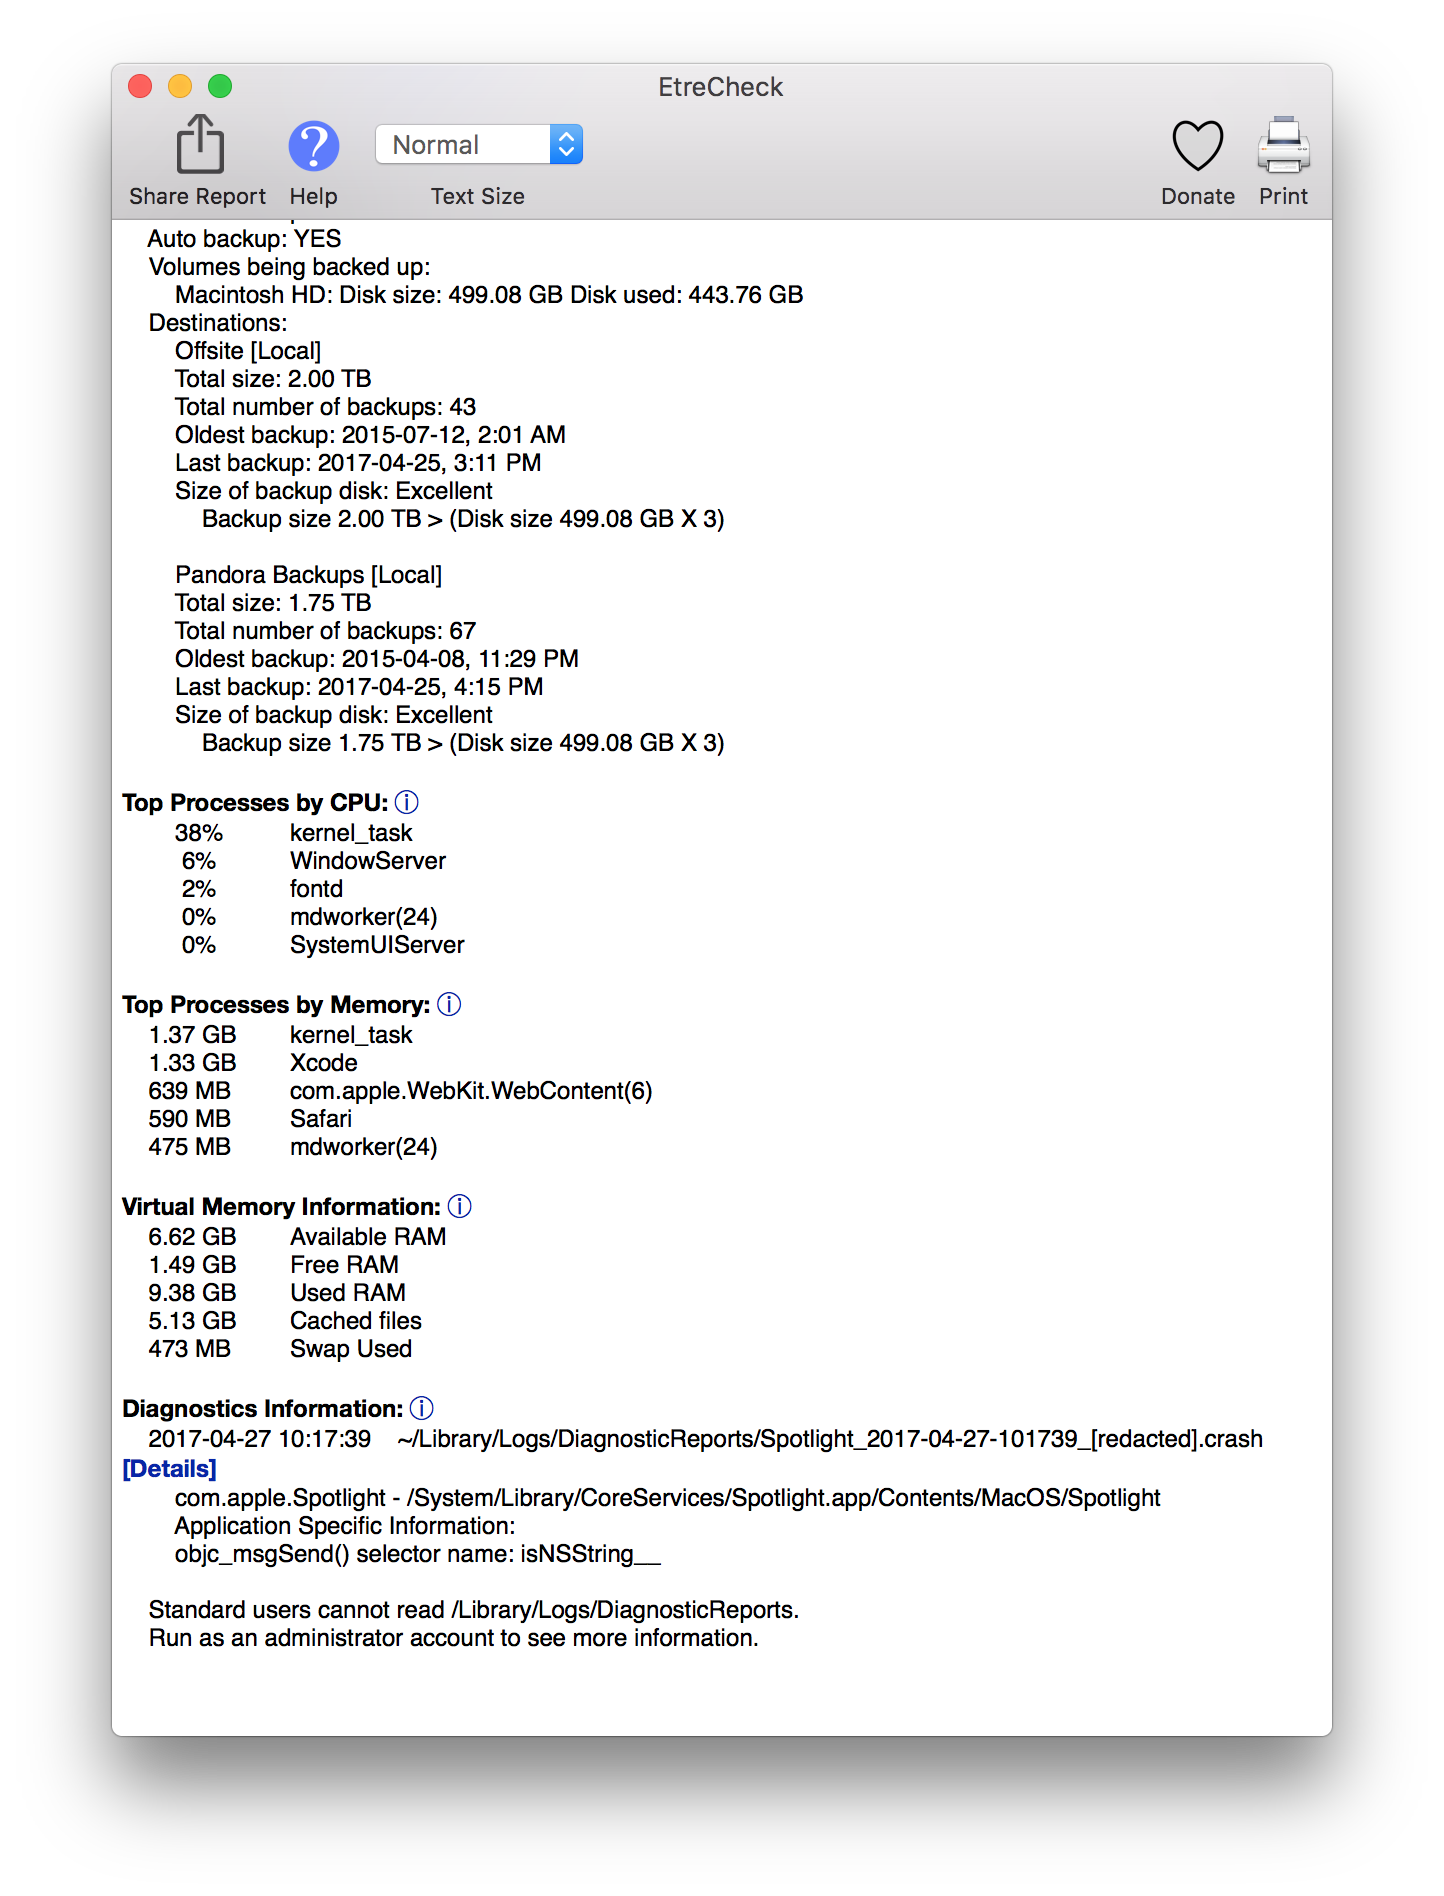 EtreCheck
Normal
Share Report Help Text Size Donate Print
Auto backup: YES
Volumes being backed up:
Macintosh HD: Disk size: 499.08 GB Disk used: 443.76 GB
Destinations:
Offsite [Local]
Total size: 2.00 TB
Total number of backups: 43
Oldest backup: 2015-07-12, 2:01 AM
Last backup: 2017-04-25, 3:11 PM
Size of backup disk: Excellent
Backup size 2.00 TB > (Disk size 499.08 GB X 3)
Pandora Backups [Local]
Total size: 1.75 TB
Total number of backups: 67
Oldest backup: 2015-04-08, 11:29 PM
Last backup: 2017-04-25, 4:15 PM
Size of backup disk: Excellent
Backup size 1.75 TB > (Disk size 499.08 GB X 3)
Top Processes by CPU: ⓘ
38% kernel_task
6% WindowServer
2% fontd
0% mdworker(24)
0% SystemUIServer
Top Processes by Memory: ⓘ
1.37 GB kernel_task
1.33 GB Xcode
639 MB com.apple.WebKit.WebContent(6)
590 MB Safari
475 MB mdworker(24)
Virtual Memory Information: ⓘ
6.62 GB Available RAM
1.49 GB Free RAM
9.38 GB Used RAM
5.13 GB Cached files
473 MB Swap Used
Diagnostics Information: ⓘ
2017-04-27 10:17:39 ~/Library/Logs/DiagnosticReports/Spotlight_2017-04-27-101739_[redacted].crash
[Details]
com.apple.Spotlight - /System/Library/CoreServices/Spotlight.app/Contents/MacOS/Spotlight
Application Specific Information:
objc_msgSend() selector name: isNSString__
Standard users cannot read /Library/Logs/DiagnosticReports.
Run as an administrator account to see more information.